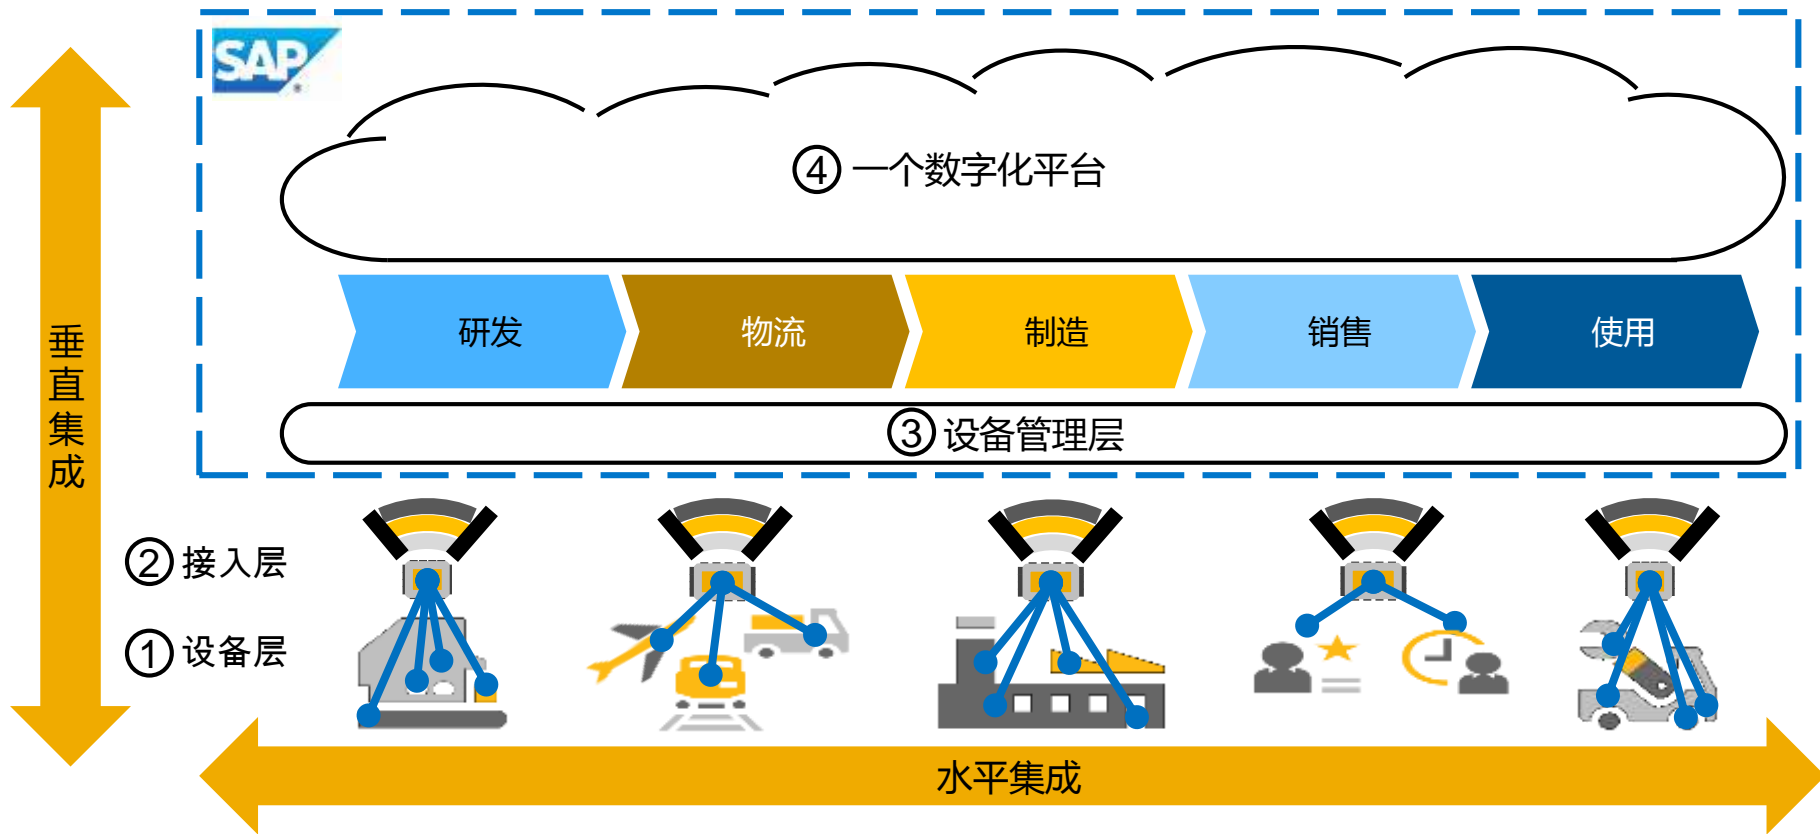 SAP
④ 一个数字化平台
研发
物流
制造
销售
使用
③ 设备管理层
垂直集成
② 接入层
① 设备层
水平集成